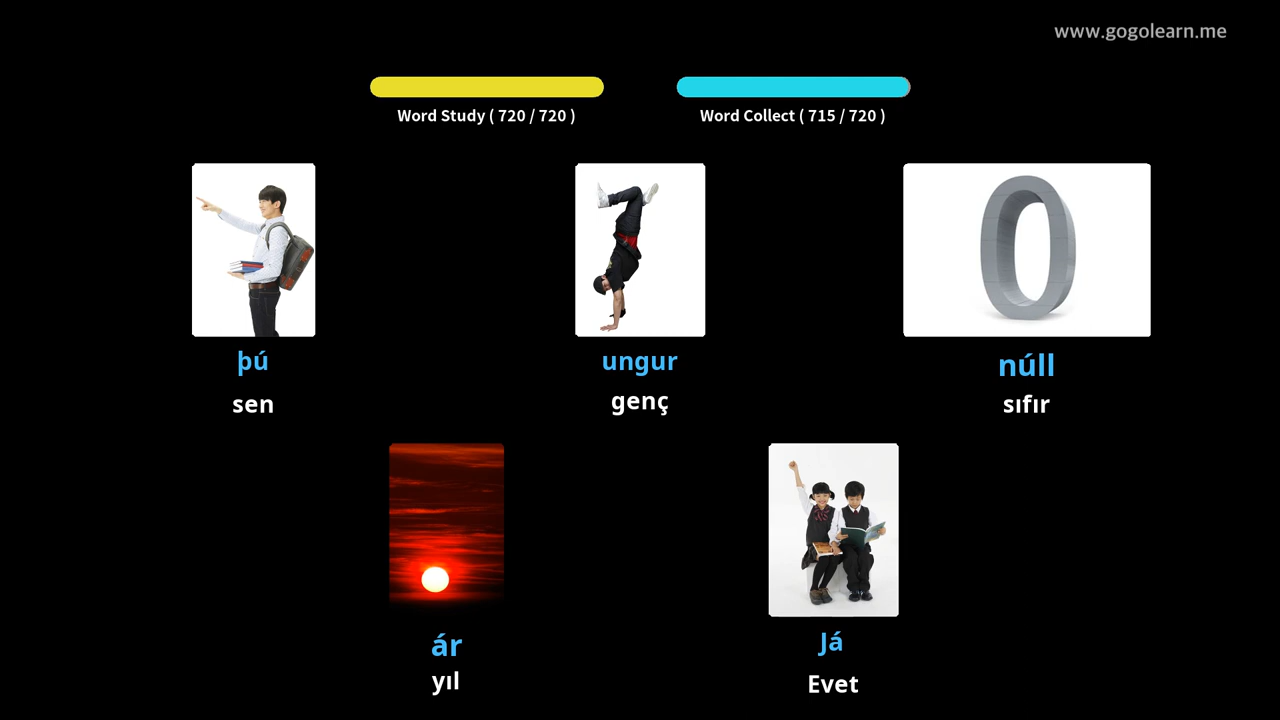 www.gogolearn.me
Word Study ( 720 / 720 )
Word Collect ( 715 / 720 )
þú
ungur
núll
sen
genç
sıfır
ár
Já
yıl
Evet